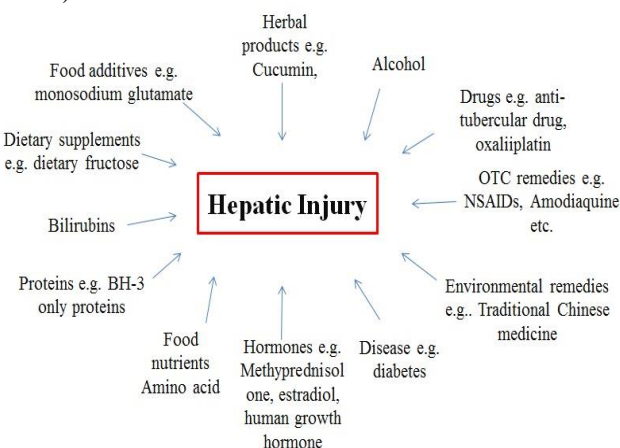 Herbal
products e.g.
Cucumin,
Alcohol
Food additives e.g.
monosodium glutamate
Drugs e.g. anti-
tubercular drug,
oxaliiplatin
Dietary supplements
e.g. dietary fructose
OTC remedies e.g.
NSAIDs, Amodiaquine
etc.
Hepatic Injury
Bilirubins
Proteins e.g. BH-3
only proteins
Environmental remedies
e.g.. Traditional Chinese
medicine
Food
nutrients
Amino acid
Hormones e.g.
Methyprednisol
one, estradiol,
human growth
hormone
Disease e.g.
diabetes